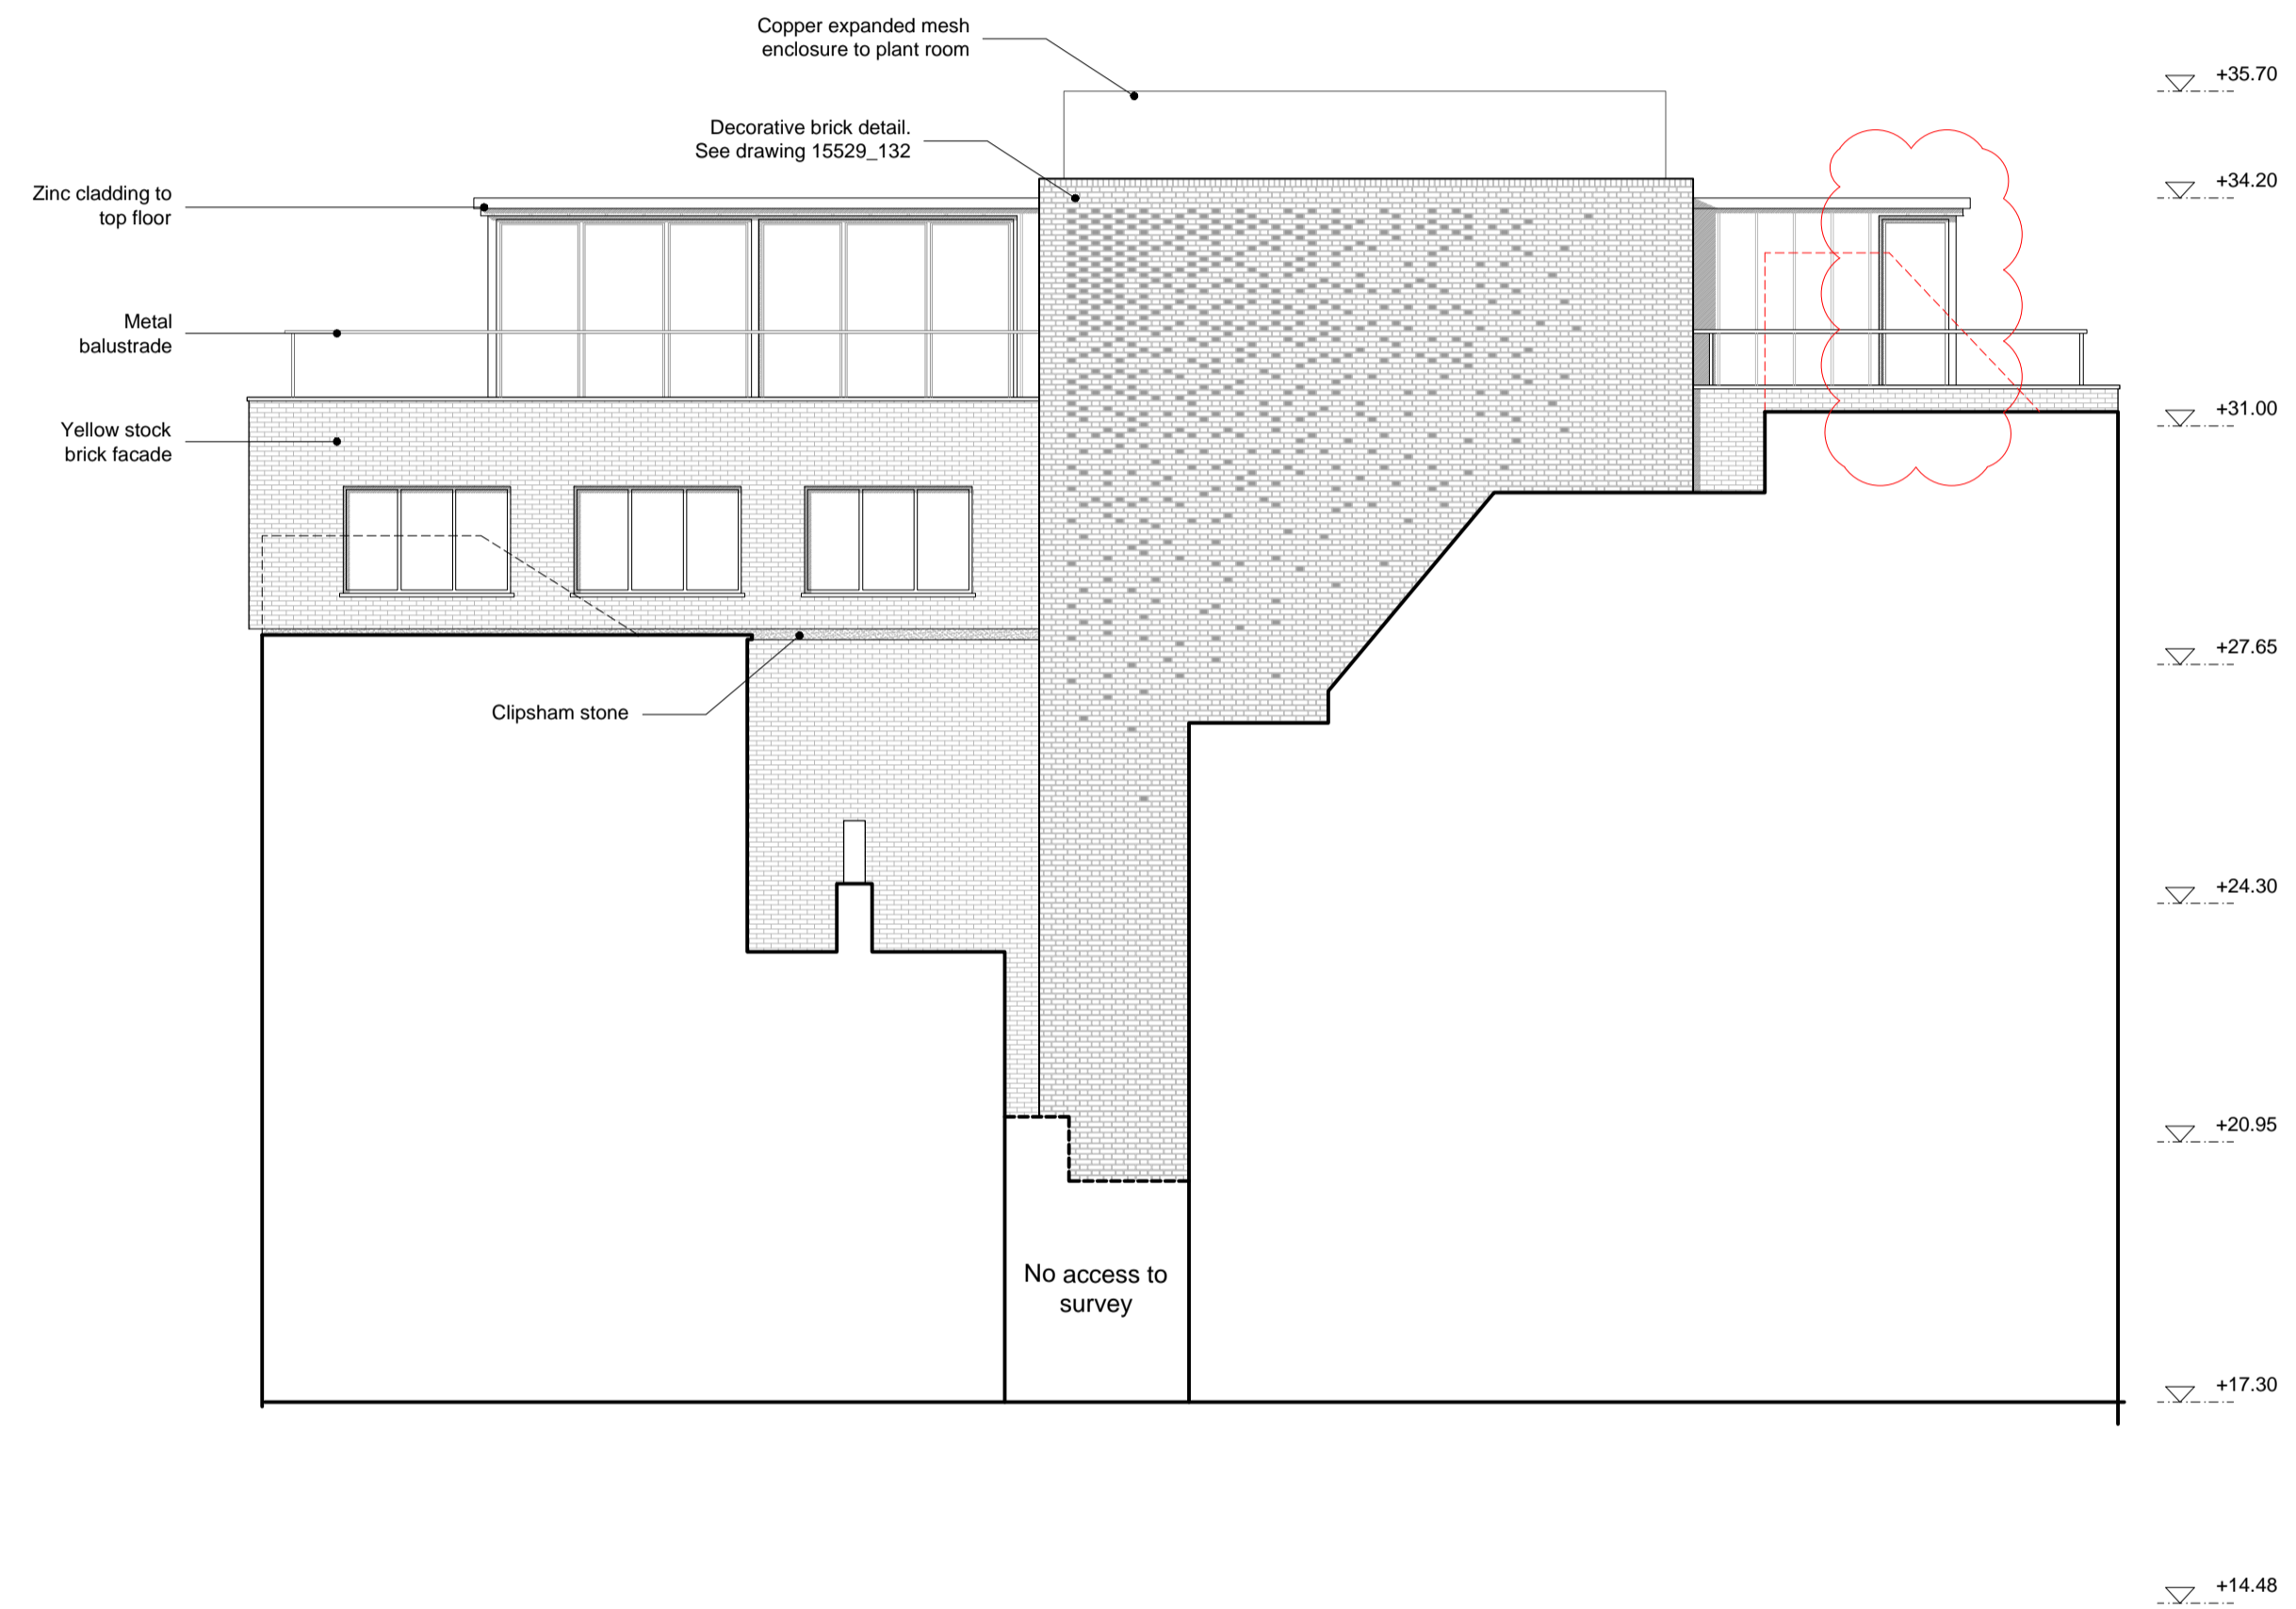 Copper expanded mesh
enclosure to plant room
+35.70
Decorative brick detail.
See drawing 15529_132
+34.20
Zinc cladding to
top floor
Metal
balustrade
+31.00
Yellow stock
brick facade
+27.65
Clipsham stone
+24.30
+20.95
No access to
survey
+17.30
+14.48